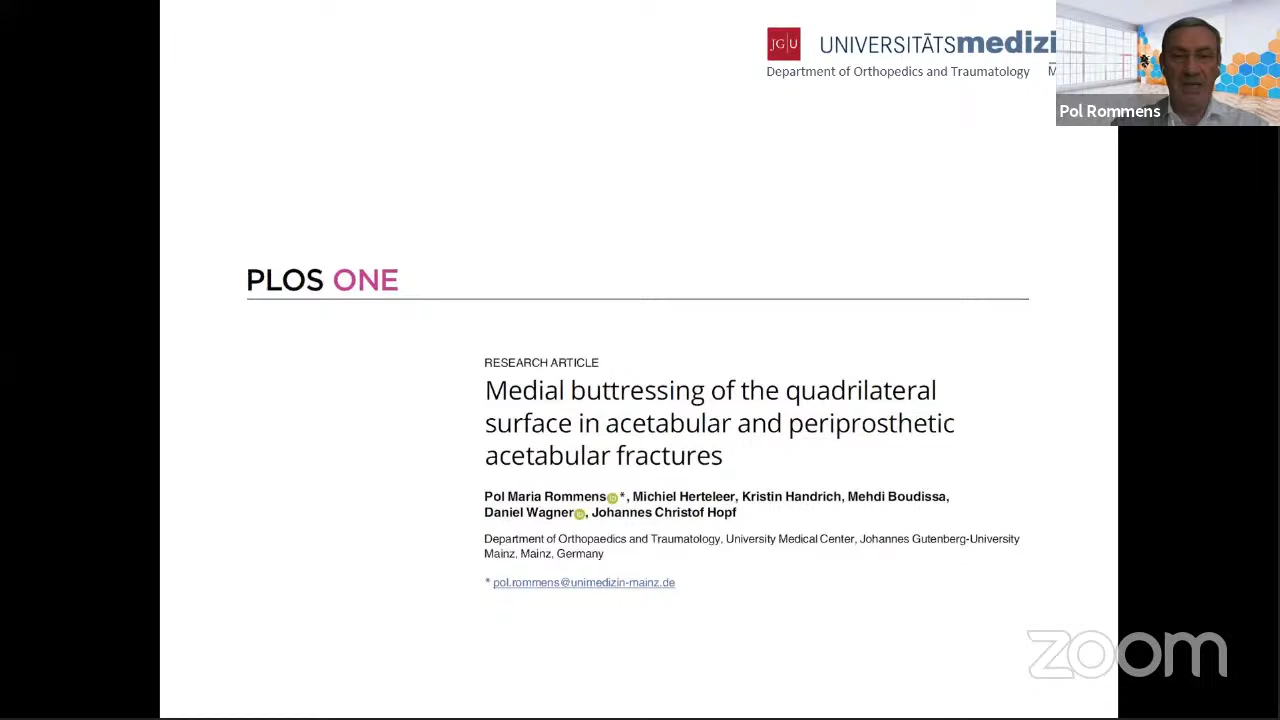 JG|U UNIVERSITÄTSmedizi
Department of Orthopedics and Traumatology M
Pol Rommens
PLOS ONE
RESEARCH ARTICLE
Medial buttressing of the quadrilateral
surface in acetabular and periprosthetic
acetabular fractures
Pol Maria Rommens iD *, Michiel Herteleer, Kristin Handrich, Mehdi Boudissa,
Daniel Wagner iD, Johannes Christof Hopf
Department of Orthopaedics and Traumatology, University Medical Center, Johannes Gutenberg-University
Mainz, Mainz, Germany
* pol.rommens@unimedizin-mainz.de
zoom